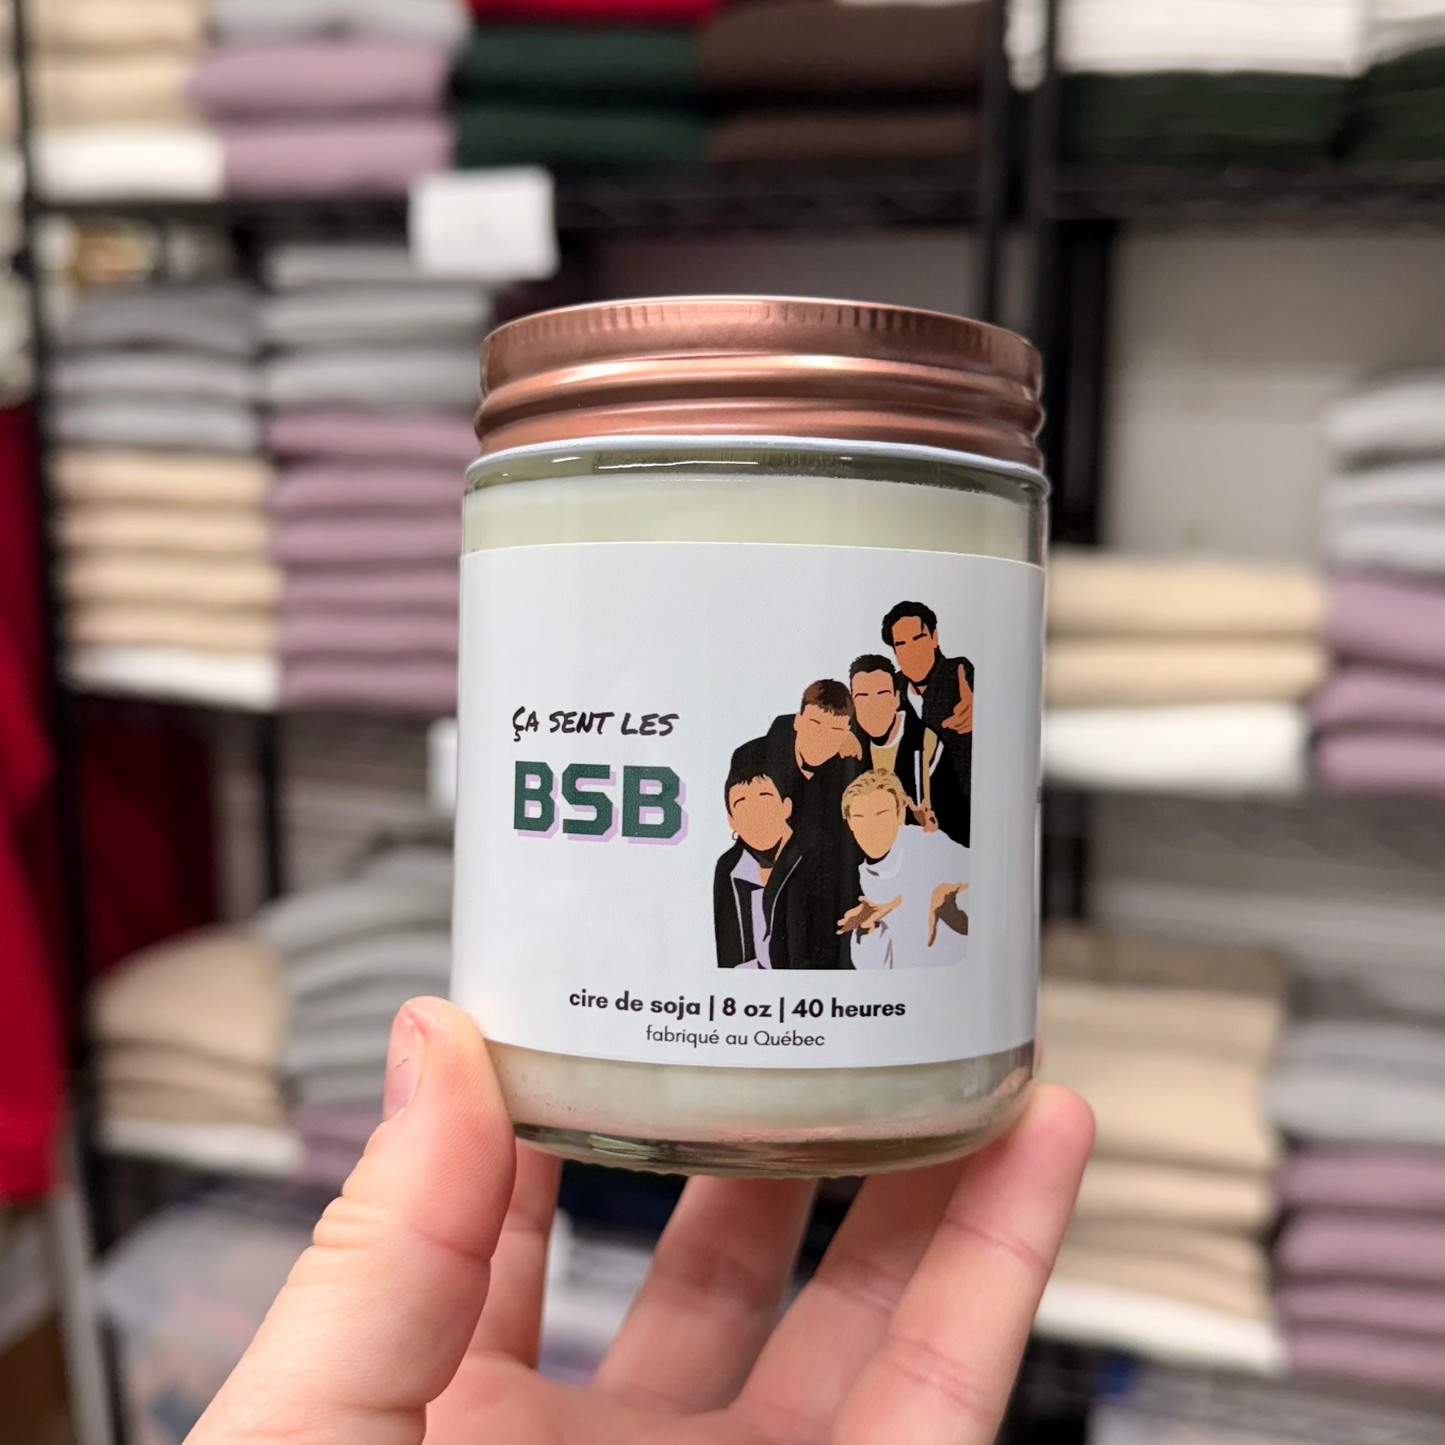 ÇA SENT LES
BSB
cire de soja | 8 oz | 40 heures
fabriqué au Québec